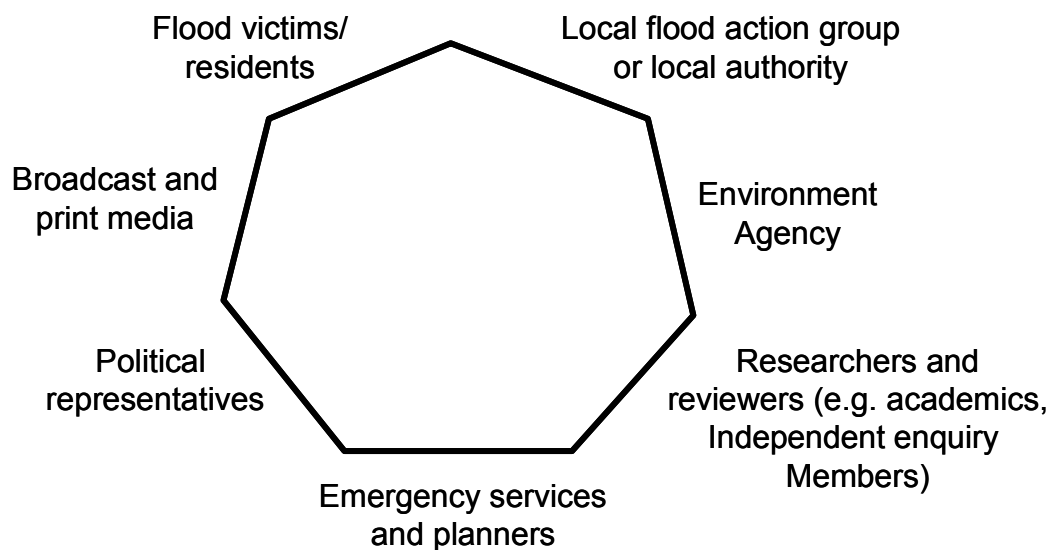 Flood victims/
residents
Local flood action group
or local authority
Broadcast and
print media
Environment
Agency
Political
representatives
Researchers and
reviewers (e.g. academics,
Independent enquiry
Members)
Emergency services
and planners